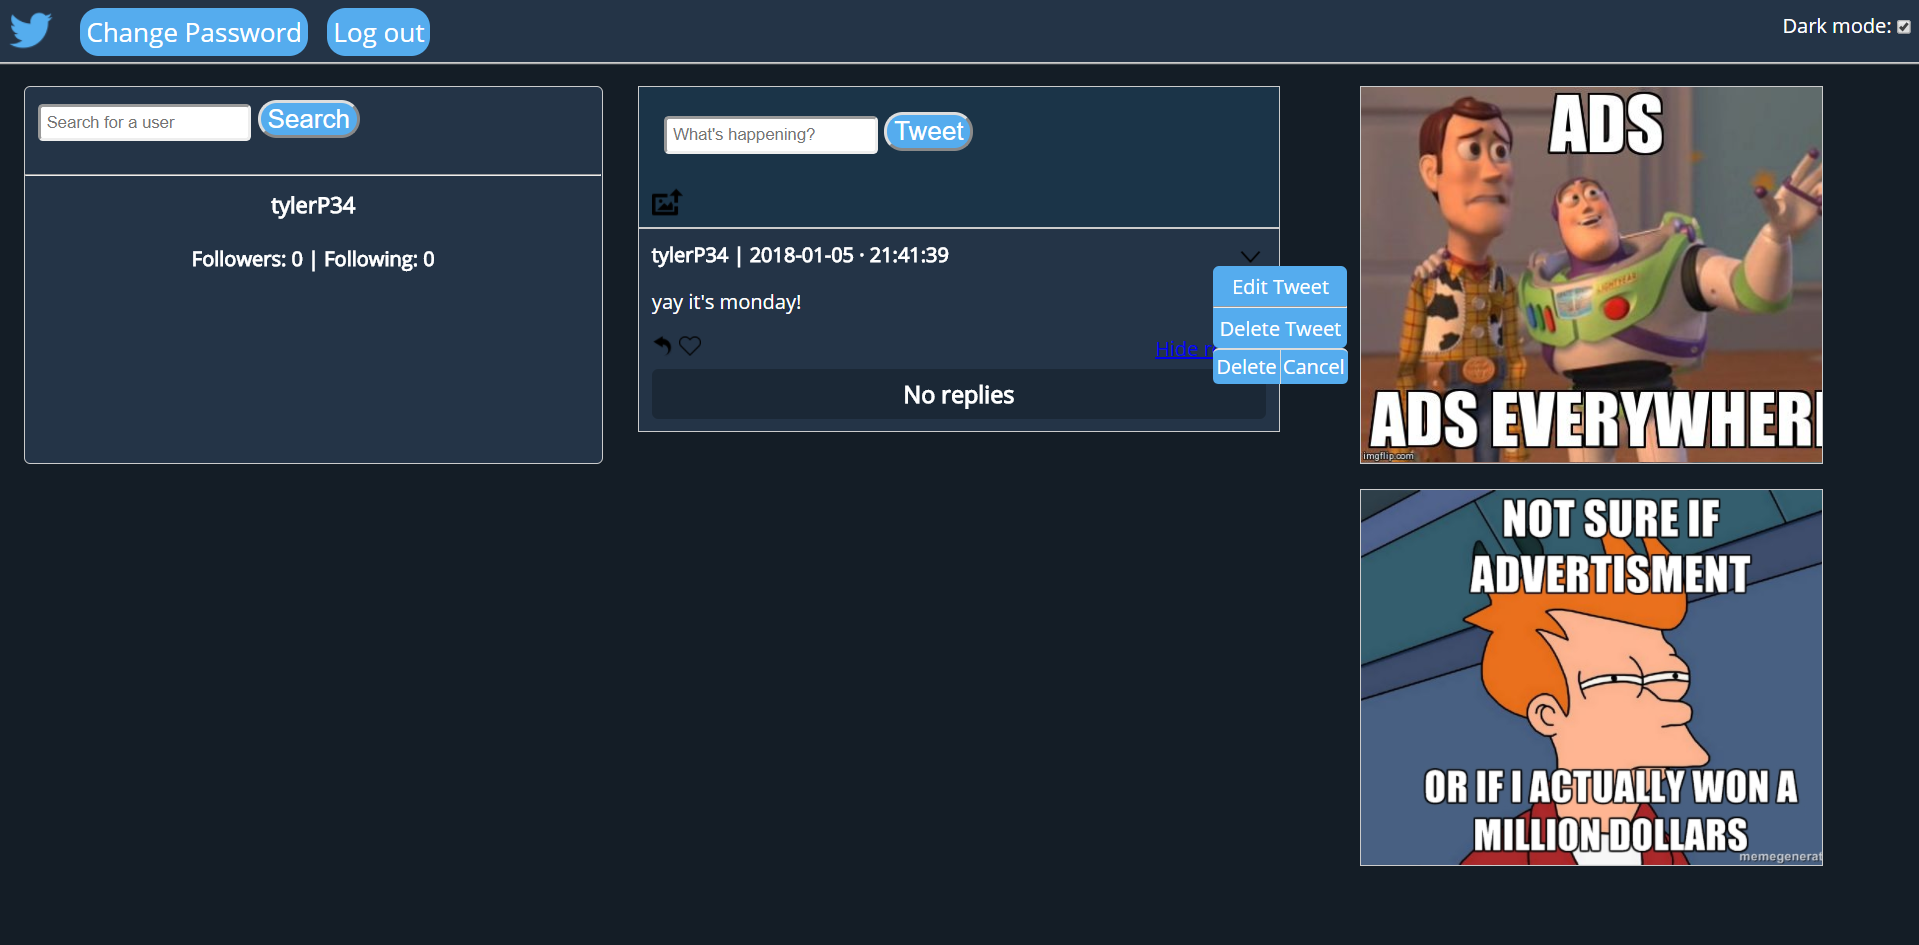 Change Password
Log out
Dark mode:
Search for a user
Search
tylerP34
Followers: 0 | Following: 0
What's happening?
Tweet
tylerP34 | 2018-01-05 · 21:41:39
yay it's monday!
Hide r
Edit Tweet
Delete Tweet
Delete
Cancel
No replies
ADS
LIGHTYEAR
ADS EVERYWHER
imgflip.com
NOT SURE IF
ADVERTISMENT
OR IF I ACTUALLY WON A
MILLION DOLLARS
memegenerat